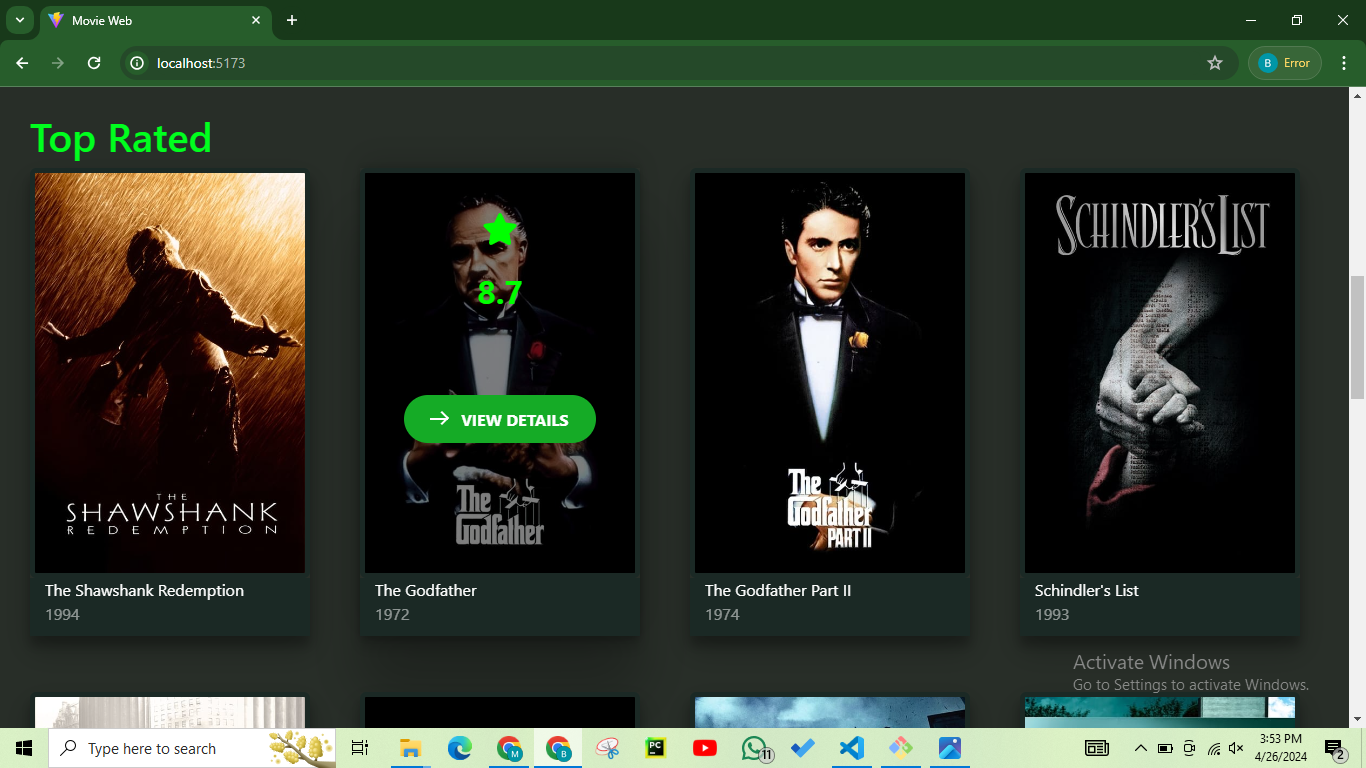 Movie Web
localhost:5173
B
Error
Top Rated
THE
SHAWSHANK
REDEMPTION
8.7
VIEW DETAILS
The
Godfather
The
Godfather
PART II
SCHINDLER'S LIST
The Shawshank Redemption
1994
The Godfather
1972
The Godfather Part II
1974
Schindler's List
1993
Activate Windows
Go to Settings to activate Windows.
Type here to search
M
B
PC
11
3:53 PM
4/26/2024
2